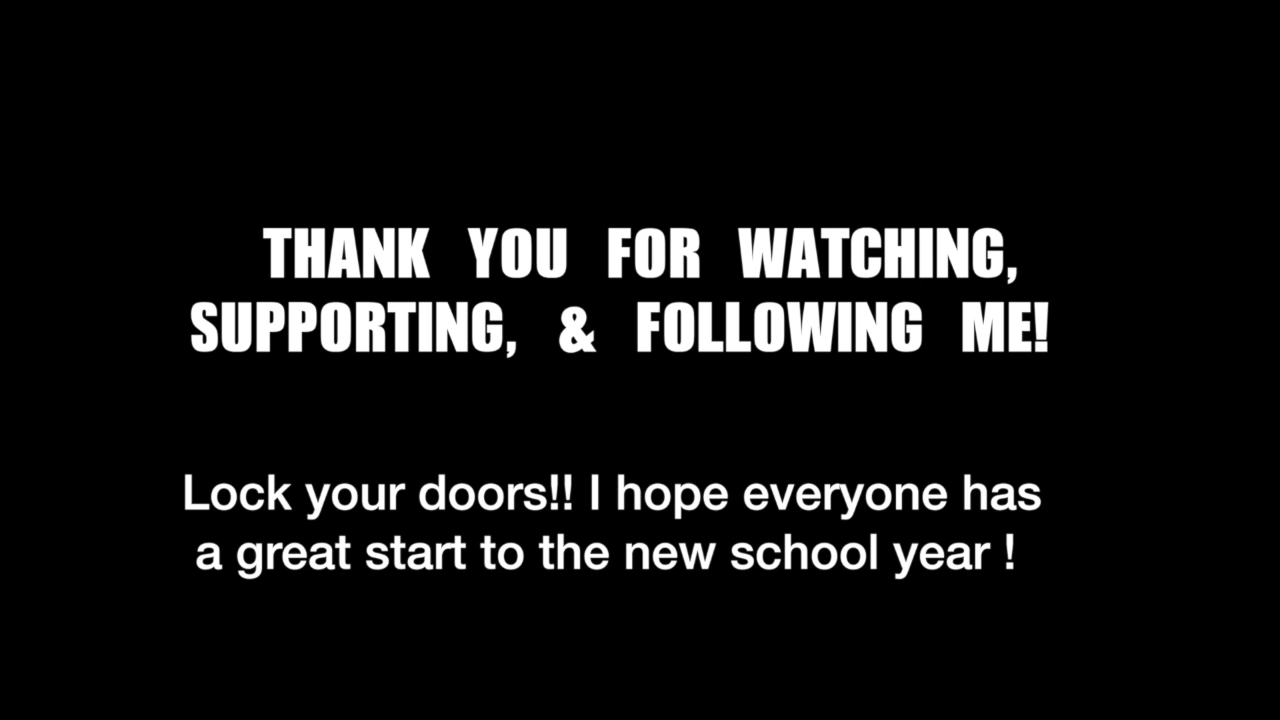 THANK YOU FOR WATCHING,
SUPPORTING, & FOLLOWING ME!
Lock your doors!! I hope everyone has
a great start to the new school year !